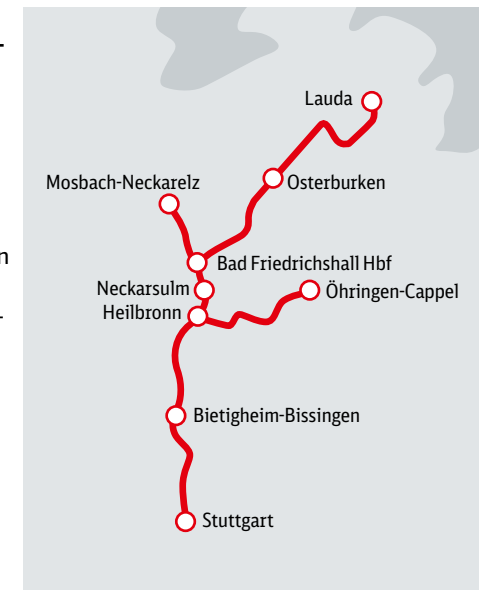 Lauda
Mosbach-Neckarelz
Osterburken
Bad Friedrichshall Hbf
Neckarsulm
Öhringen-Cappel
Heilbronn
Bietigheim-Bissingen
Stuttgart